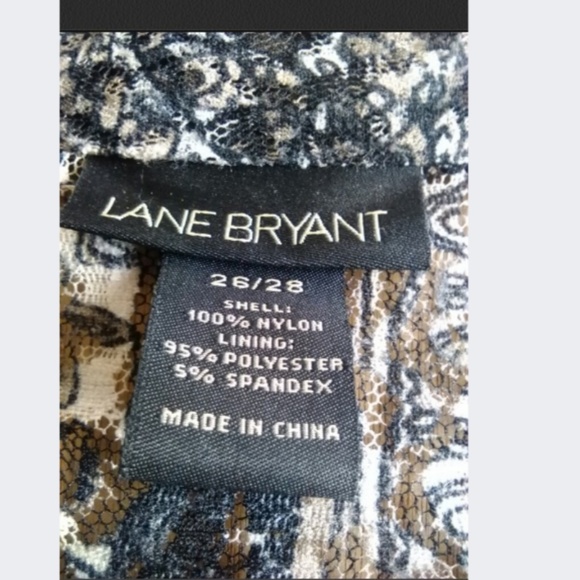 LANE BRYANT
26/28
SHELL:
100% NYLON
LINING:
95% POLYESTER
5% SPANDEX
MADE IN CHINA